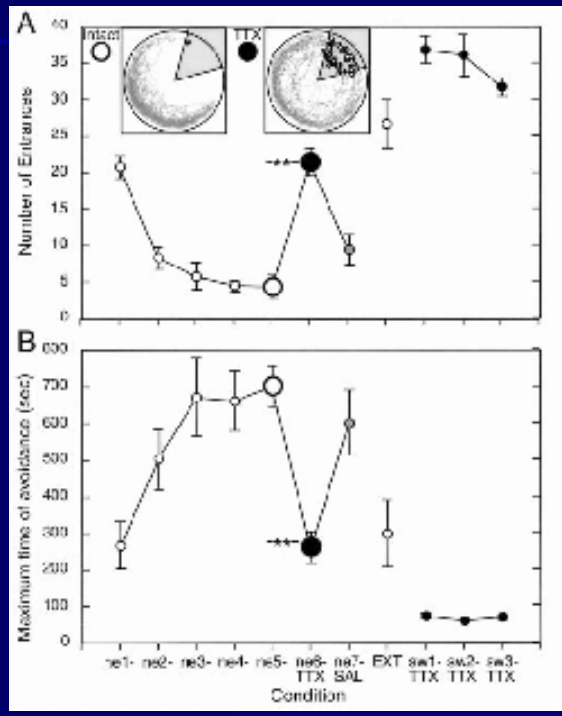 A
Intact
TTX
40
35
30
25
20
15
10
5
0
Number of Entrances
**
B
800
700
600
500
400
300
200
100
0
Maximum time of avoidance (sec)
**
ne1- ne2- ne3- ne4- ne5- ne6- ne7- EXT sw1- sw2- sw3-
TTX SAL TTX TTX TTX
Condition